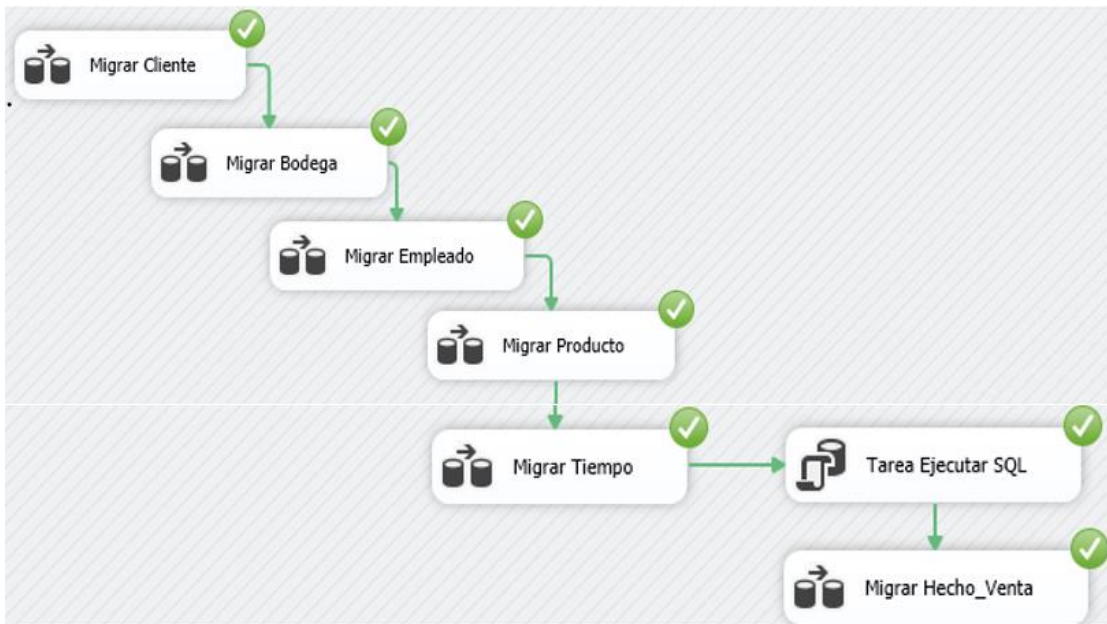 Migrar Cliente
Migrar Bodega
Migrar Empleado
Migrar Producto
Migrar Tiempo
Tarea Ejecutar SQL
Migrar Hecho_Venta